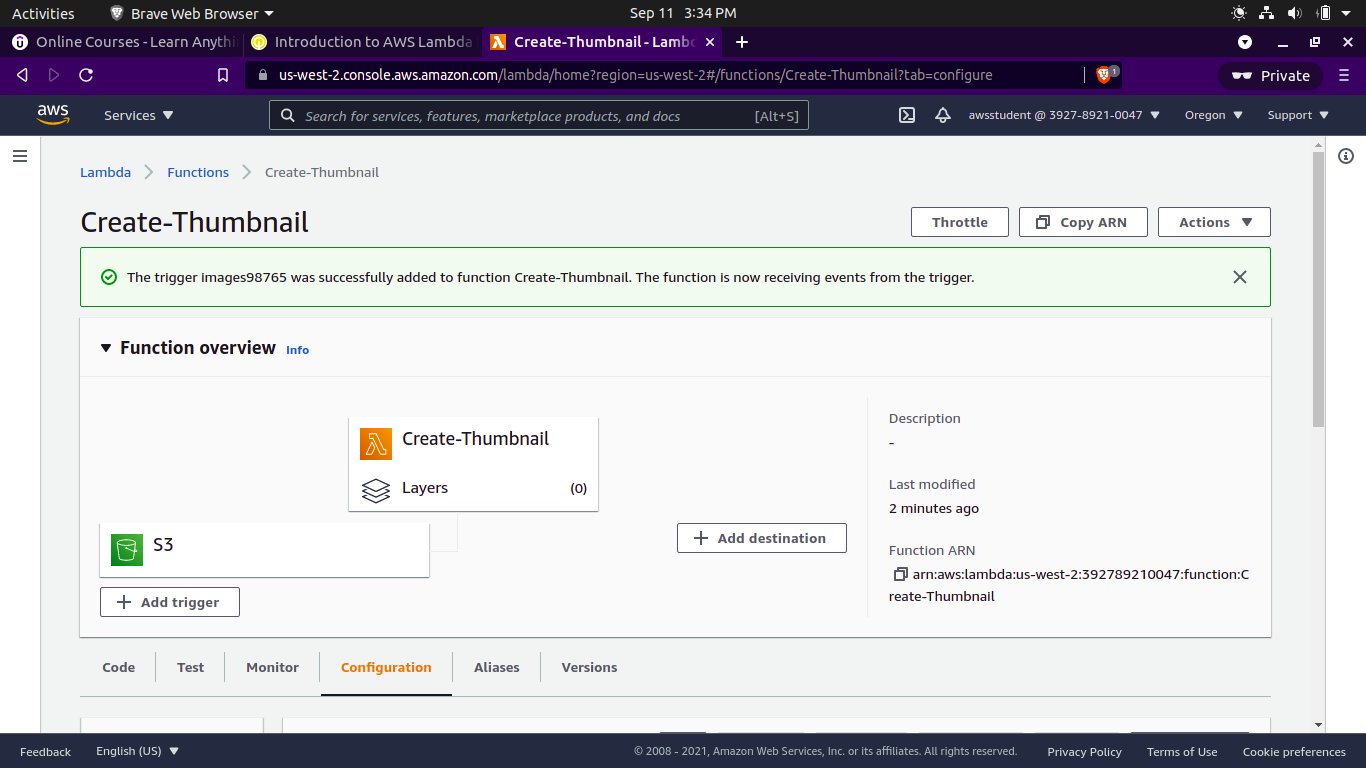 Activities
Brave Web Browser
Sep 11 3:34 PM
Online Courses - Learn Anythi
Introduction to AWS Lambda
Create-Thumbnail - Lamb
us-west-2.console.aws.amazon.com/lambda/home?region=us-west-2#/functions/Create-Thumbnail?tab=configure
1
Private
aws
Services
Search for services, features, marketplace products, and docs
[Alt+S]
awsstudent @ 3927-8921-0047
Oregon
Support
Lambda
Functions
Create-Thumbnail
Create-Thumbnail
Throttle
Copy ARN
Actions
The trigger images98765 was successfully added to function Create-Thumbnail. The function is now receiving events from the trigger.
Function overview
Info
Create-Thumbnail
Layers
(0)
S3
Add trigger
Add destination
Description
-
Last modified
2 minutes ago
Function ARN
arn:aws:lambda:us-west-2:392789210047:function:C
reate-Thumbnail
Code
Test
Monitor
Configuration
Aliases
Versions
Feedback
English (US)
© 2008 - 2021, Amazon Web Services, Inc. or its affiliates. All rights reserved.
Privacy Policy
Terms of Use
Cookie preferences